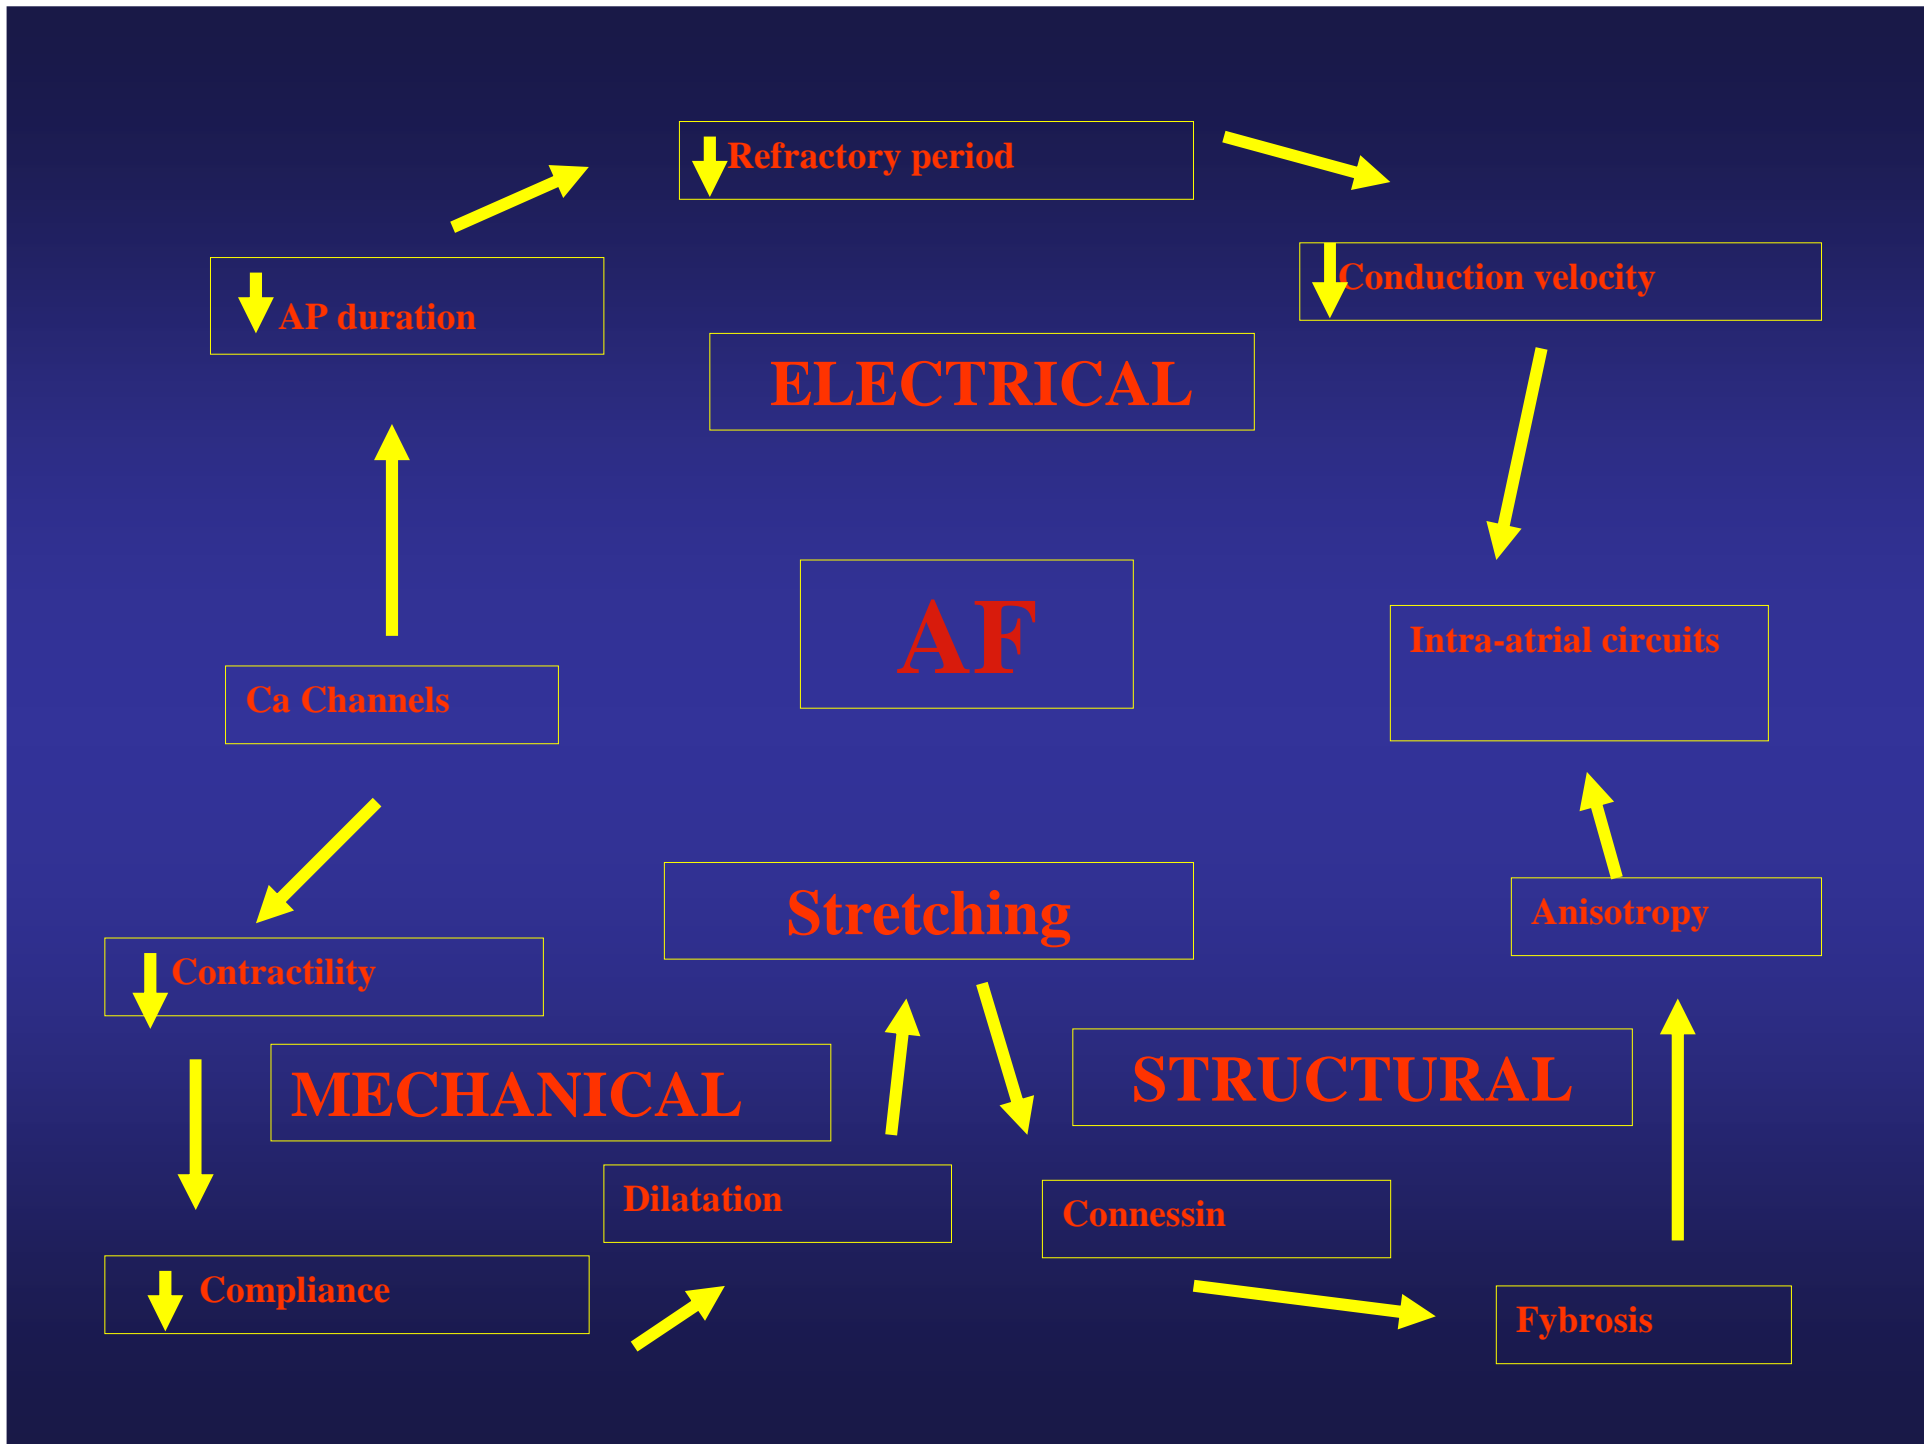 Refractory period
Conduction velocity
AP duration
ELECTRICAL
AF
Intra-atrial circuits
Ca Channels
Stretching
Anisotropy
Contractility
MECHANICAL
STRUCTURAL
Dilatation
Connessin
Compliance
Fybrosis